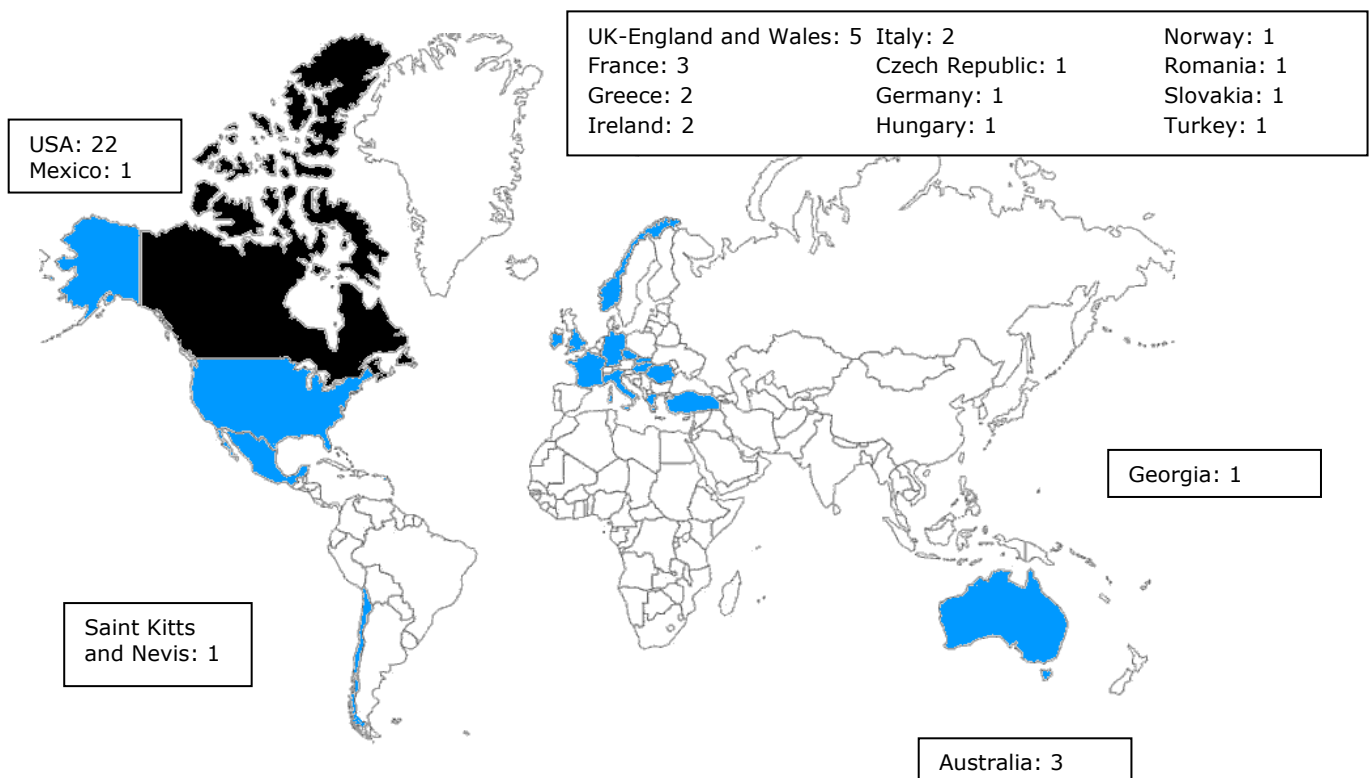 UK-England and Wales: 5 Italy: 2 Norway: 1
France: 3 Czech Republic: 1 Romania: 1
Greece: 2 Germany: 1 Slovakia: 1
Ireland: 2 Hungary: 1 Turkey: 1
USA: 22
Mexico: 1
Georgia: 1
Saint Kitts
and Nevis: 1
Australia: 3